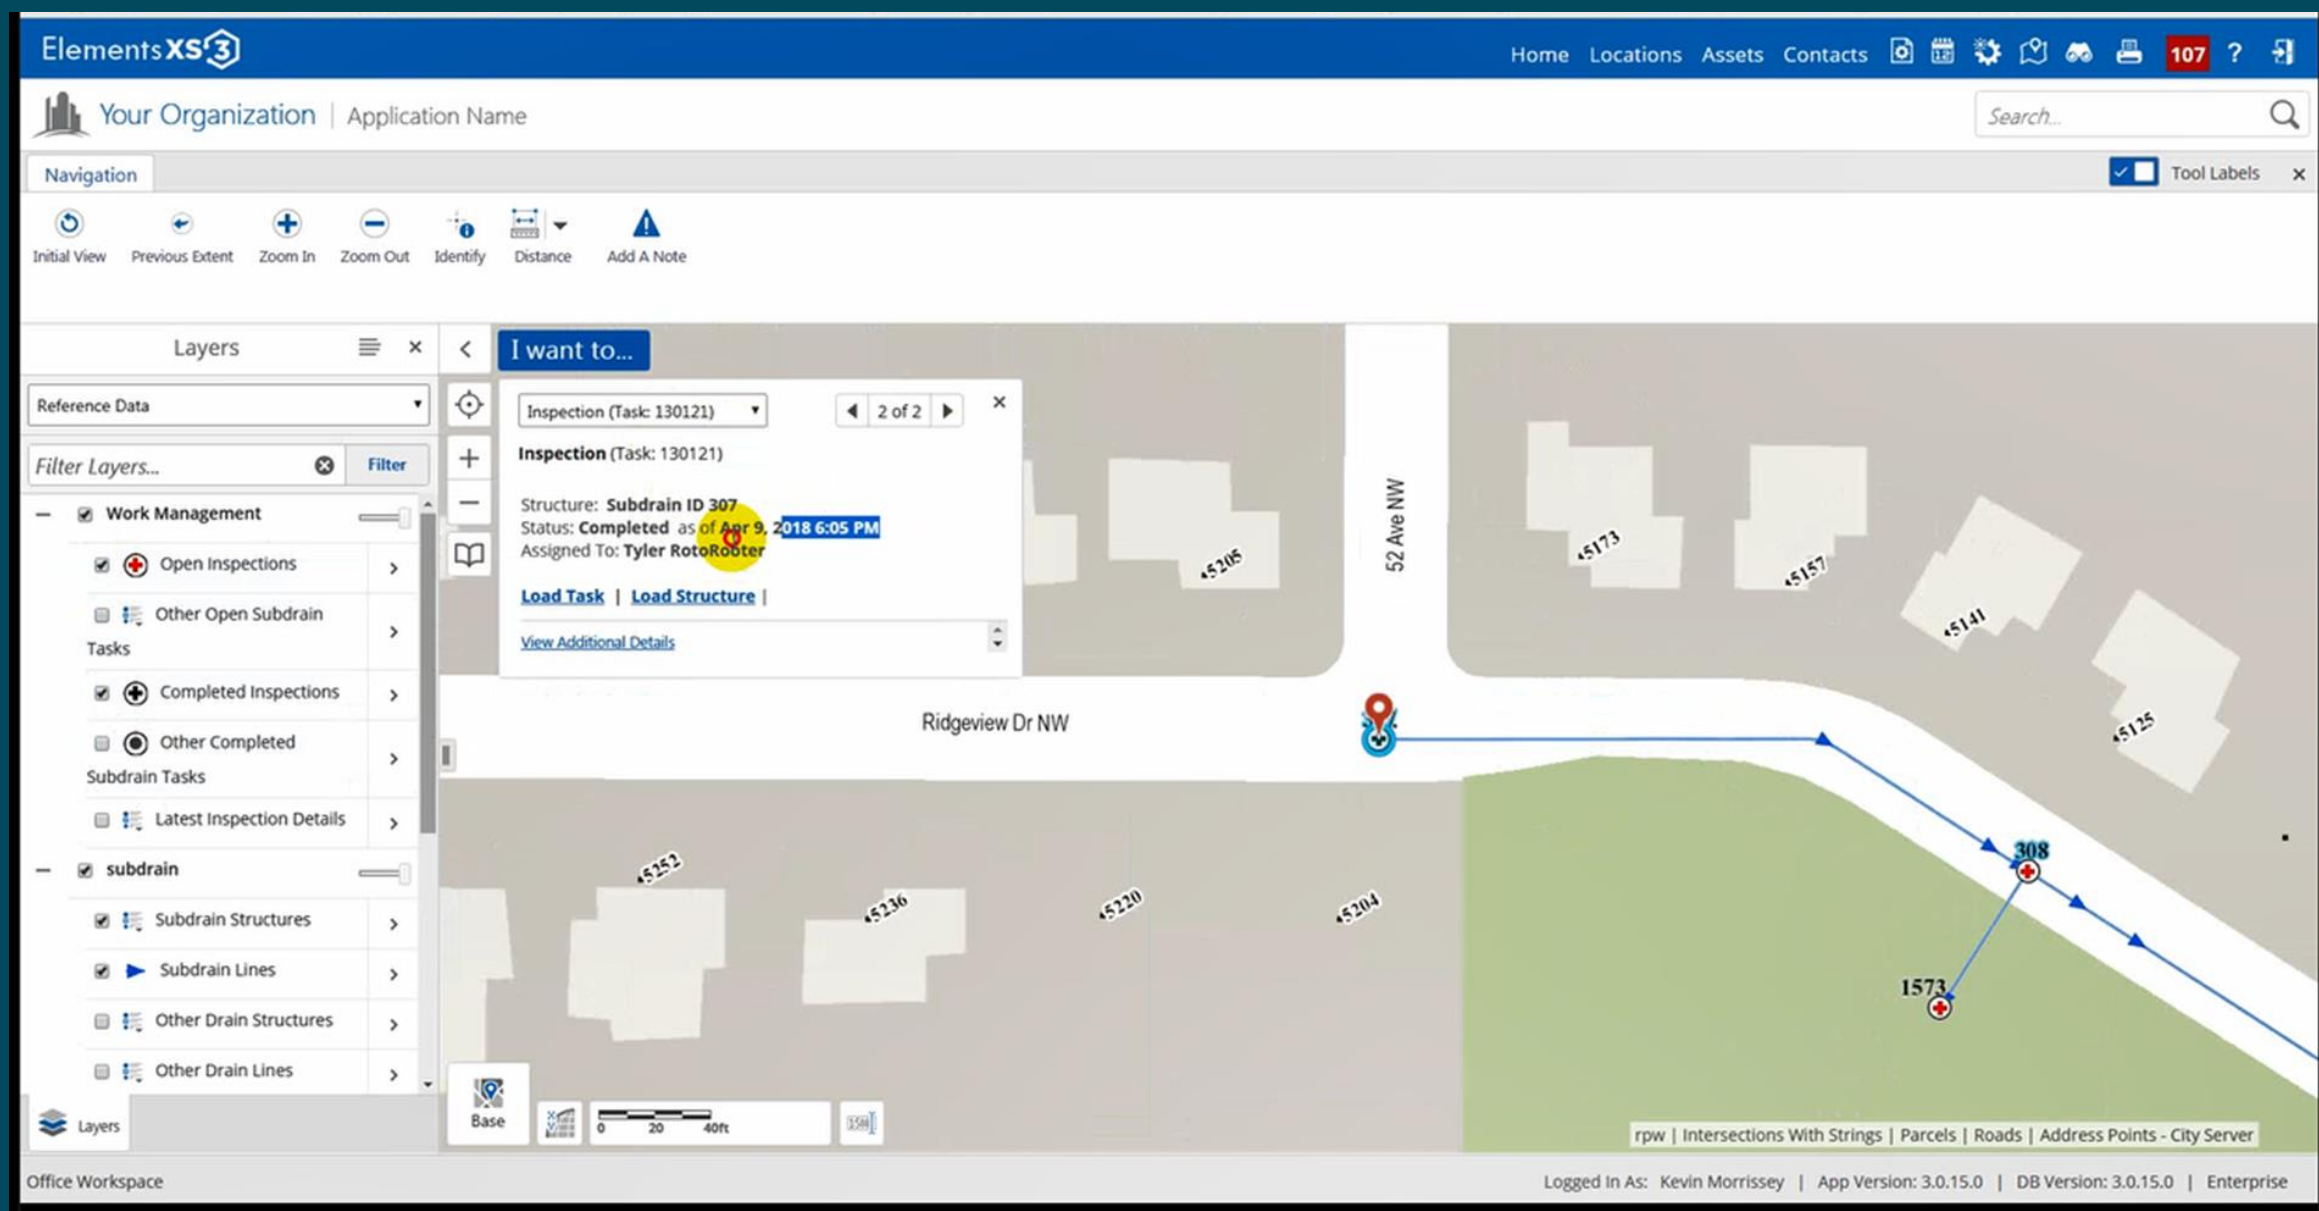 Elements XS 3
Home Locations Assets Contacts 107 ?
Your Organization | Application Name
Search...
Navigation
Tool Labels
Initial View Previous Extent Zoom In Zoom Out Identify Distance Add A Note
Layers
I want to...
Reference Data
Filter Layers... Filter
Work Management
Open Inspections
Other Open Subdrain
Tasks
Completed Inspections
Other Completed
Subdrain Tasks
Latest Inspection Details
subdrain
Subdrain Structures
Subdrain Lines
Other Drain Structures
Other Drain Lines
Layers
Inspection (Task: 130121) 2 of 2
Inspection (Task: 130121)
Structure: Subdrain ID 307
Status: Completed as of Apr 9, 2018 6:05 PM
Assigned To: Tyler RotoRooter
Load Task | Load Structure |
View Additional Details
52 Ave NW
5205
5173
5157
5141
5125
Ridgeview Dr NW
308
5252
5236
5220
5204
1573
Base
0 20 40ft
rpw | Intersections With Strings | Parcels | Roads | Address Points - City Server
Office Workspace
Logged In As: Kevin Morrissey | App Version: 3.0.15.0 | DB Version: 3.0.15.0 | Enterprise